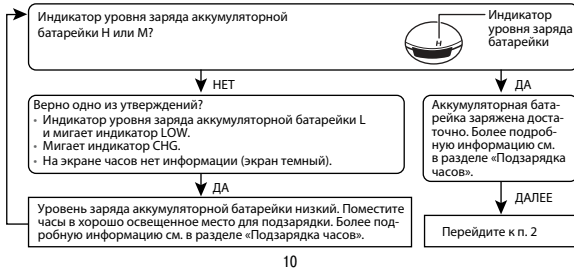 Индикатор уровня заряда аккумуляторной
батарейки H или M?
H
Индикатор
уровня заряда
батарейки
НЕТ
ДА
Верно одно из утверждений?
• Индикатор уровня заряда аккумуляторной батарейки L
и мигает индикатор LOW.
• Мигает индикатор CHG.
• На экране часов нет информации (экран темный).
Аккумуляторная бата-
рейка заряжена доста-
точно. Более подроб-
ную информацию см.
в разделе «Подзарядка
часов».
ДА
ДАЛЕЕ
Уровень заряда аккумуляторной батарейки низкий. Поместите
часы в хорошо освещенное место для подзарядки. Более под-
робную информацию см. в разделе «Подзарядка часов».
Перейдите к п. 2
10